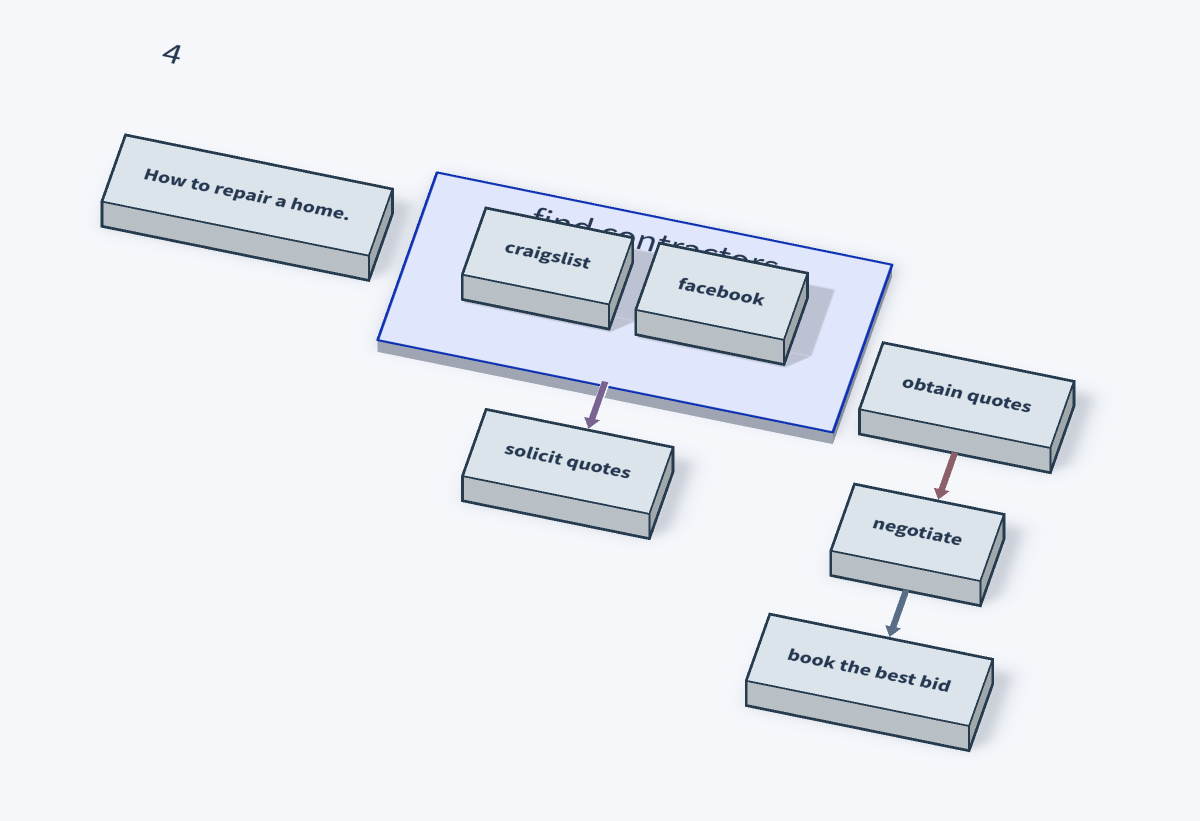 4
How to repair a home.
find contractors
craigslist
facebook
obtain quotes
solicit quotes
negotiate
book the best bid